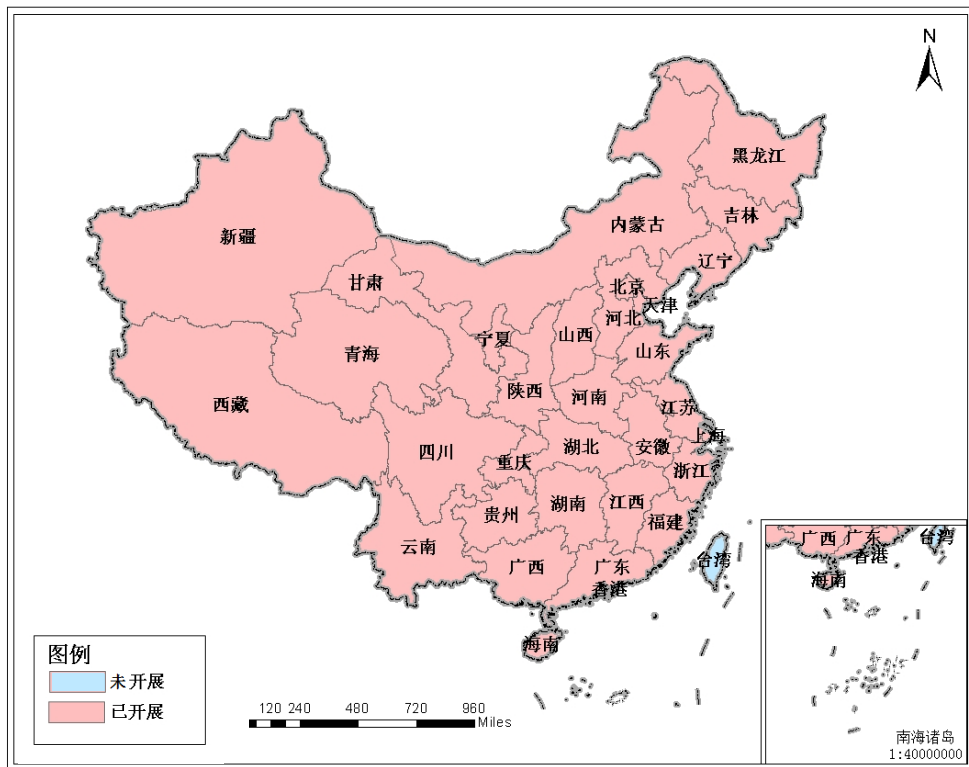 N
黑龙江
吉林
内蒙古
新疆
辽宁
甘肃
北京
天津
河北
宁夏
山西
山东
青海
陕西
河南
西藏
江苏
上海
四川
湖北
安徽
重庆
浙江
贵州
湖南
江西
福建
云南
广西
广东
台湾
香港
海南
广西
广东
台湾
香港
海南
图例
未开展
已开展
120 240 480 720 960
Miles
南海诸岛
1:40000000